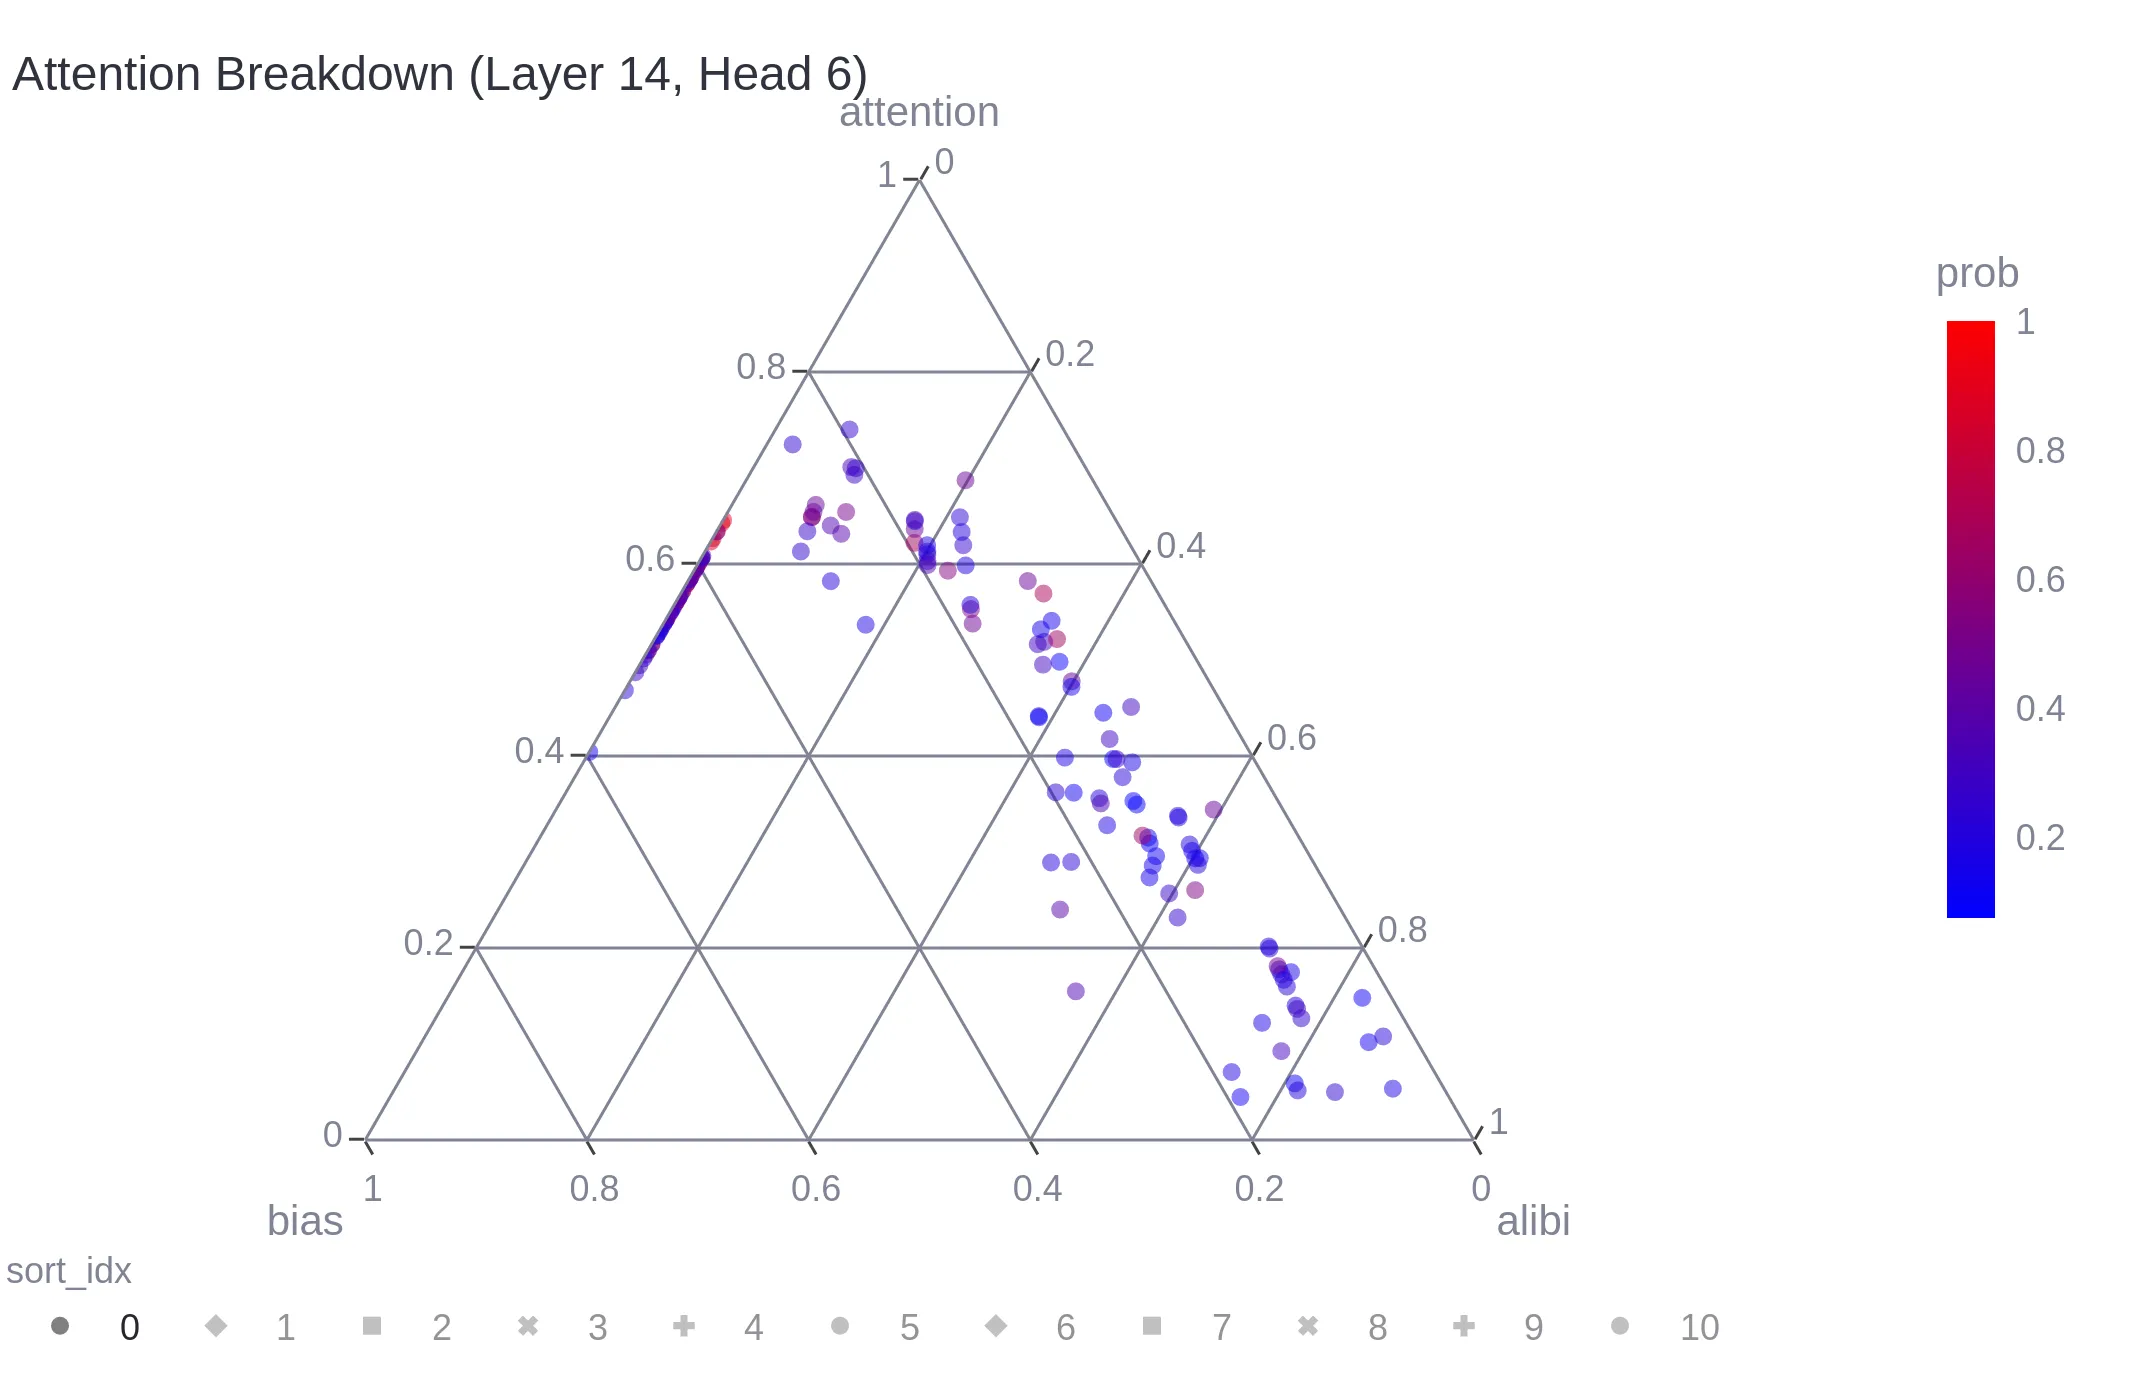 Attention Breakdown (Layer 14, Head 6)
attention
1 0
0.8 0.2
0.6 0.4
0.4 0.6
0.2 0.8
0 1
1 0.8 0.6 0.4 0.2 0
bias alibi
prob
1
0.8
0.6
0.4
0.2
sort_idx
0 1 2 3 4 5 6 7 8 9 10